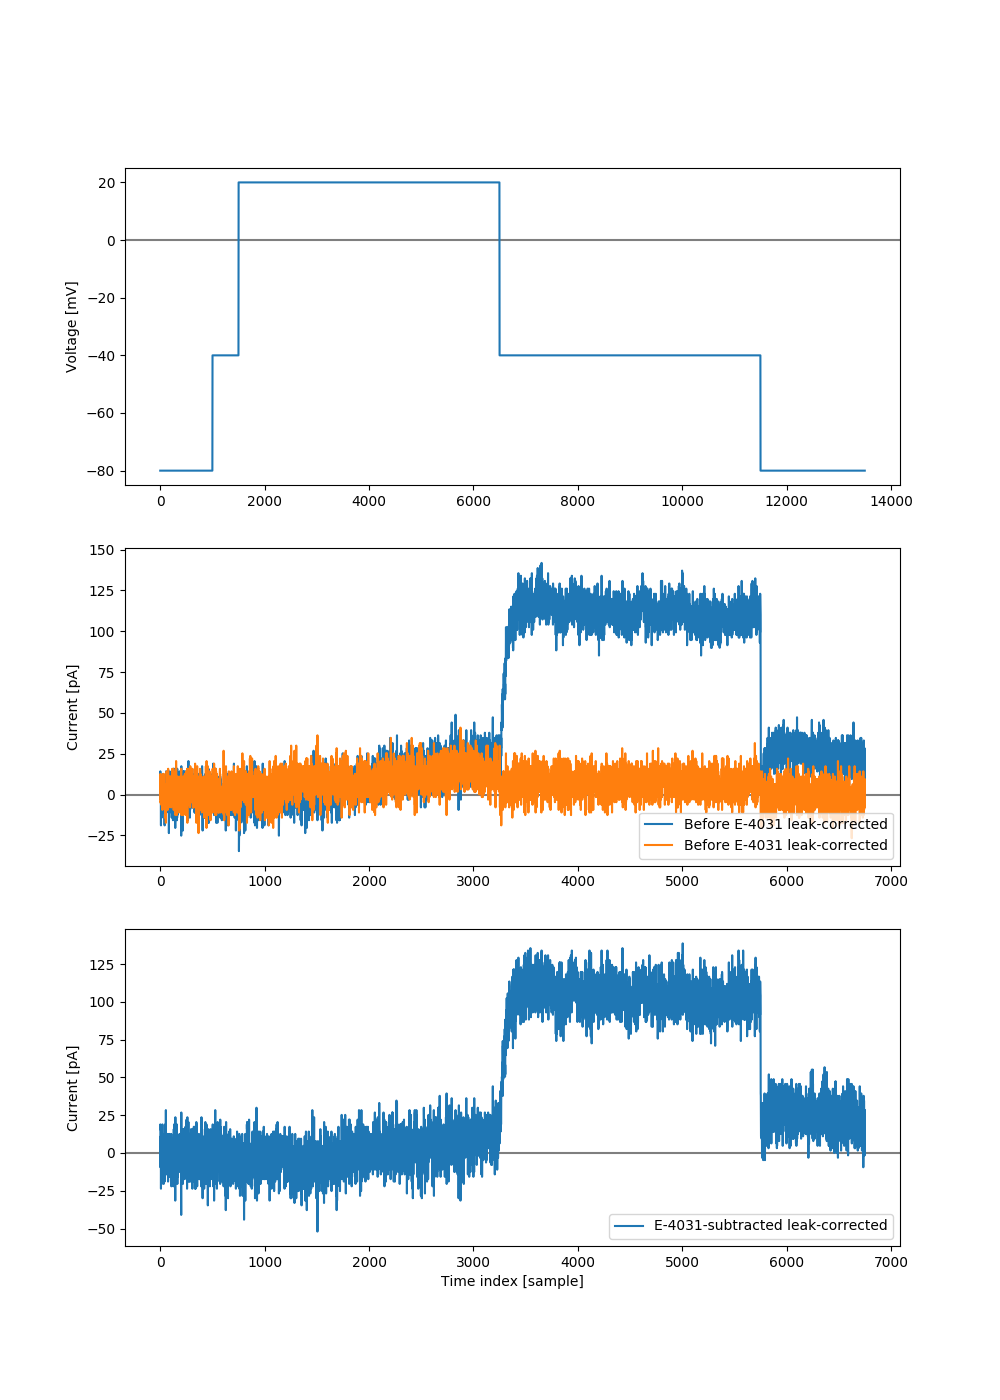 20
0
−20
−40
−60
−80
Voltage [mV]
0 2000 4000 6000 8000 10000 12000 14000
150
125
100
75
50
25
0
−25
Current [pA]
Before E-4031 leak-corrected
Before E-4031 leak-corrected
0 1000 2000 3000 4000 5000 6000 7000
125
100
75
50
25
0
−25
−50
Current [pA]
E-4031-subtracted leak-corrected
0 1000 2000 3000 4000 5000 6000 7000
Time index [sample]